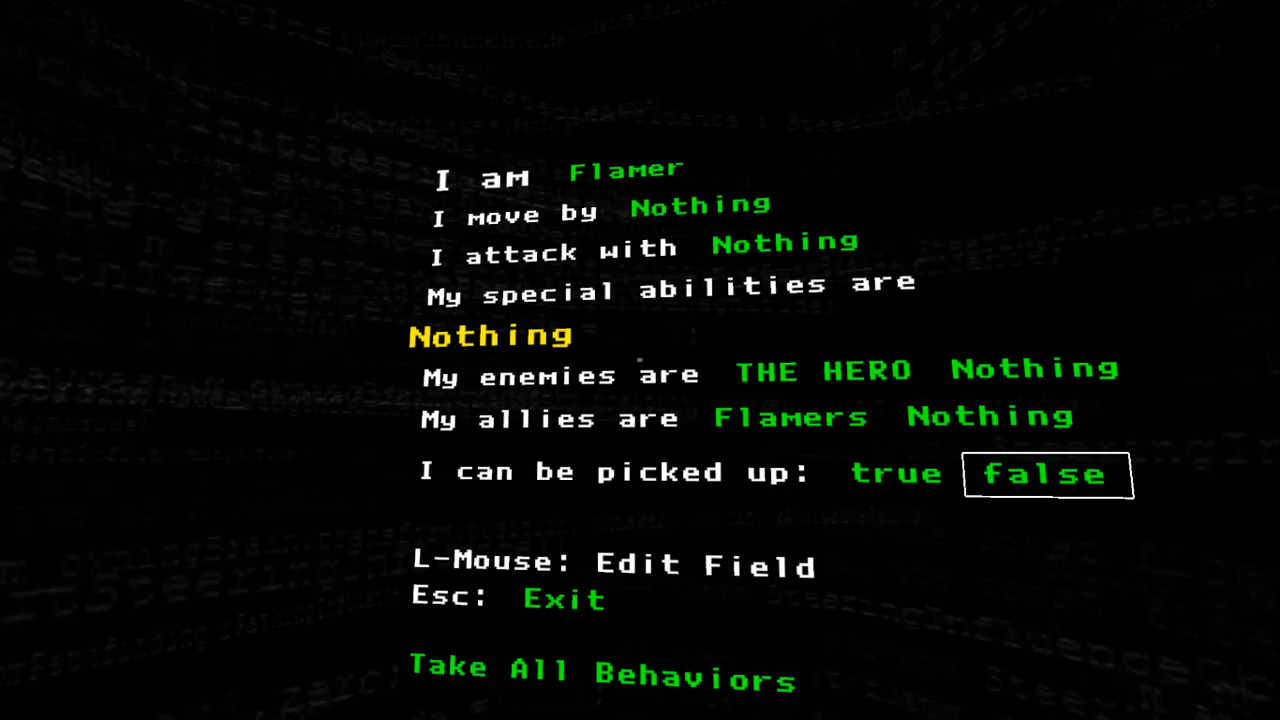 I am Flamer
I move by Nothing
I attack with Nothing
My special abilities are
Nothing
My enemies are THE HERO Nothing
My allies are Flamers Nothing
I can be picked up: true false
L-Mouse: Edit Field
Esc: Exit
Take All Behaviors